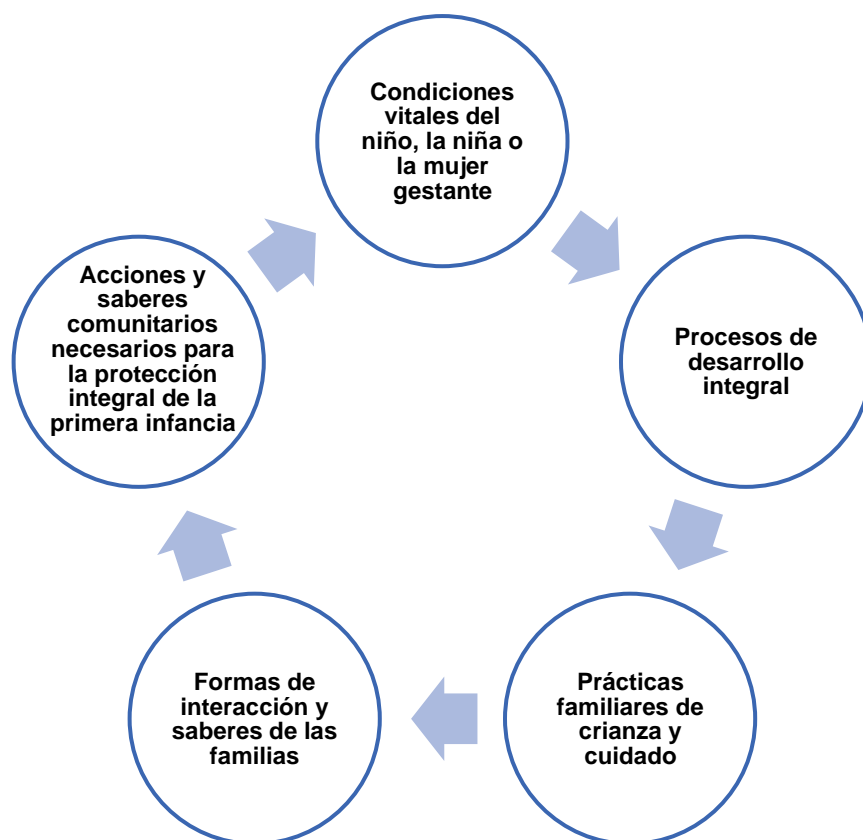 Condiciones
vitales del
niño, la niña o
la mujer
gestante
Procesos de
desarrollo
integral
Prácticas
familiares de
crianza y
cuidado
Formas de
interacción y
saberes de las
familias
Acciones y
saberes
comunitarios
necesarios para
la protección
integral de la
primera infancia